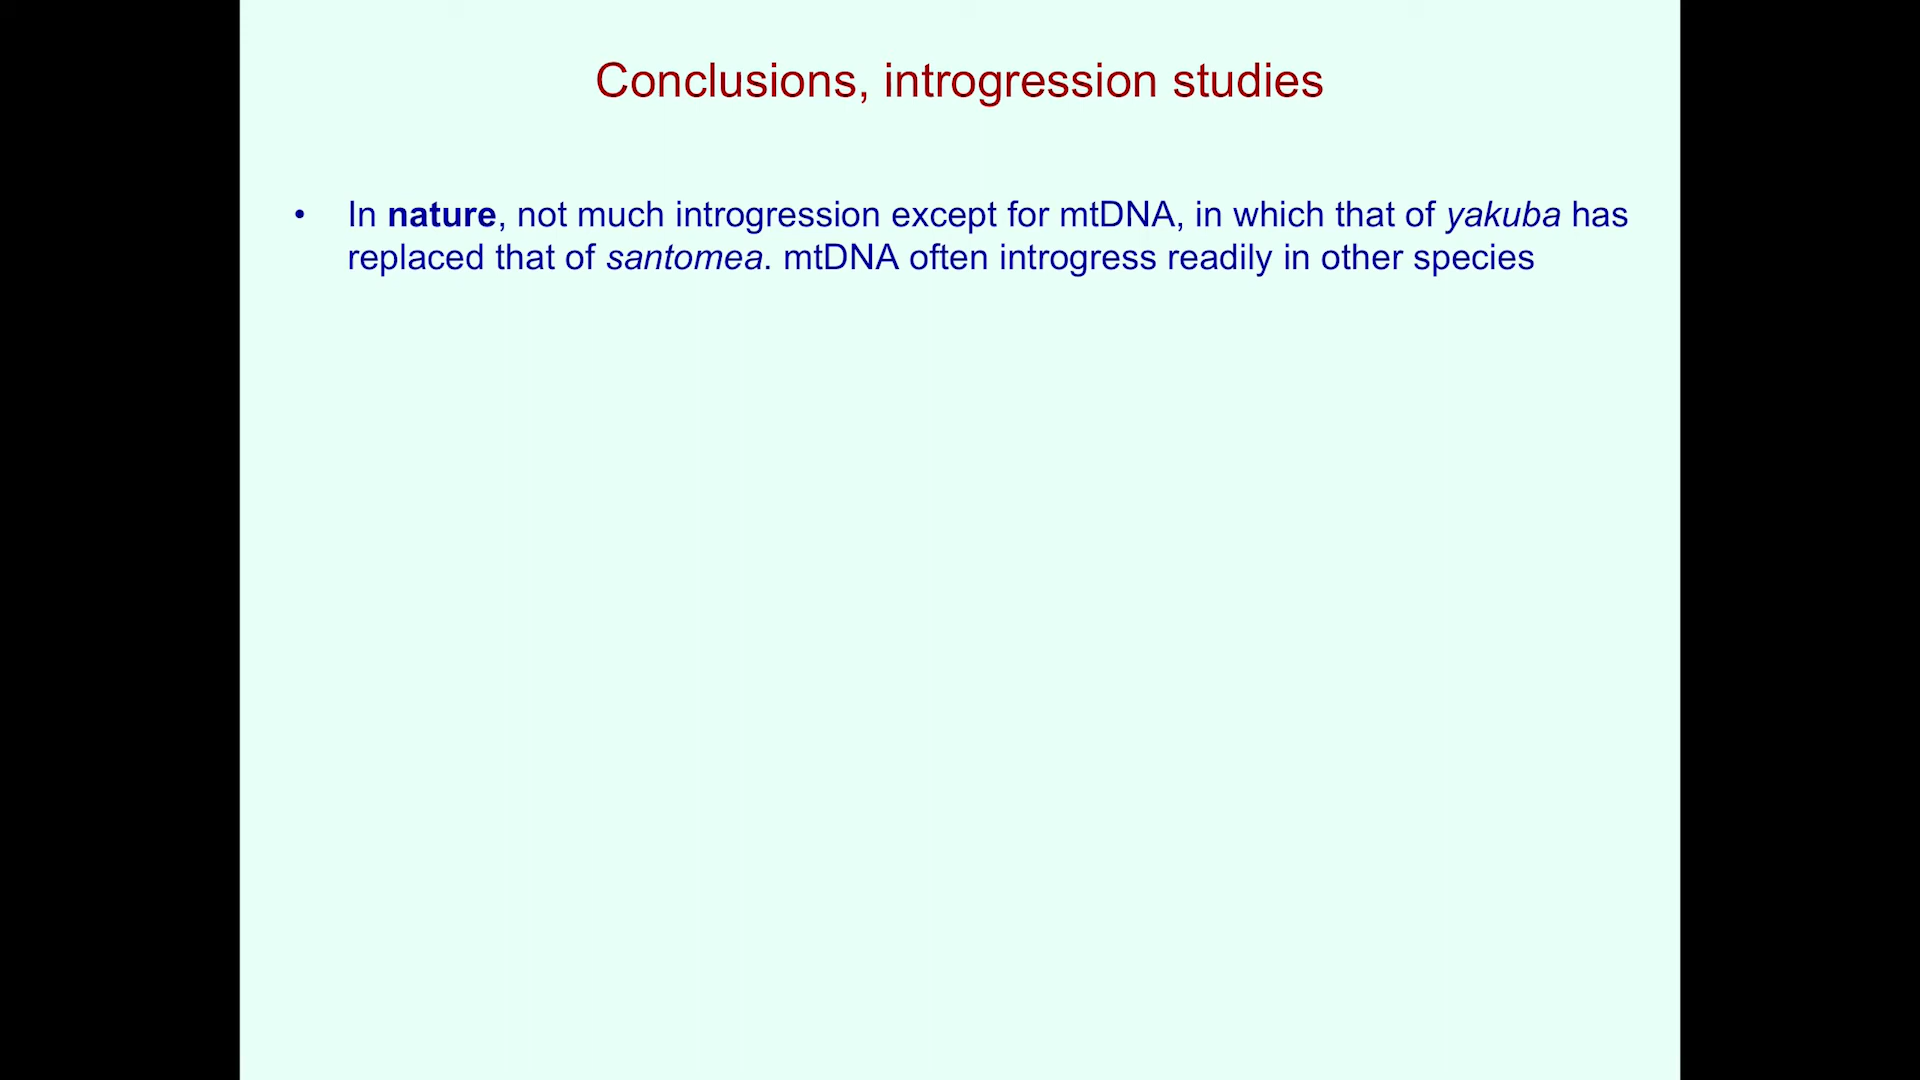 Conclusions, introgression studies
• In nature, not much introgression except for mtDNA, in which that of yakuba has
replaced that of santomea. mtDNA often introgress readily in other species